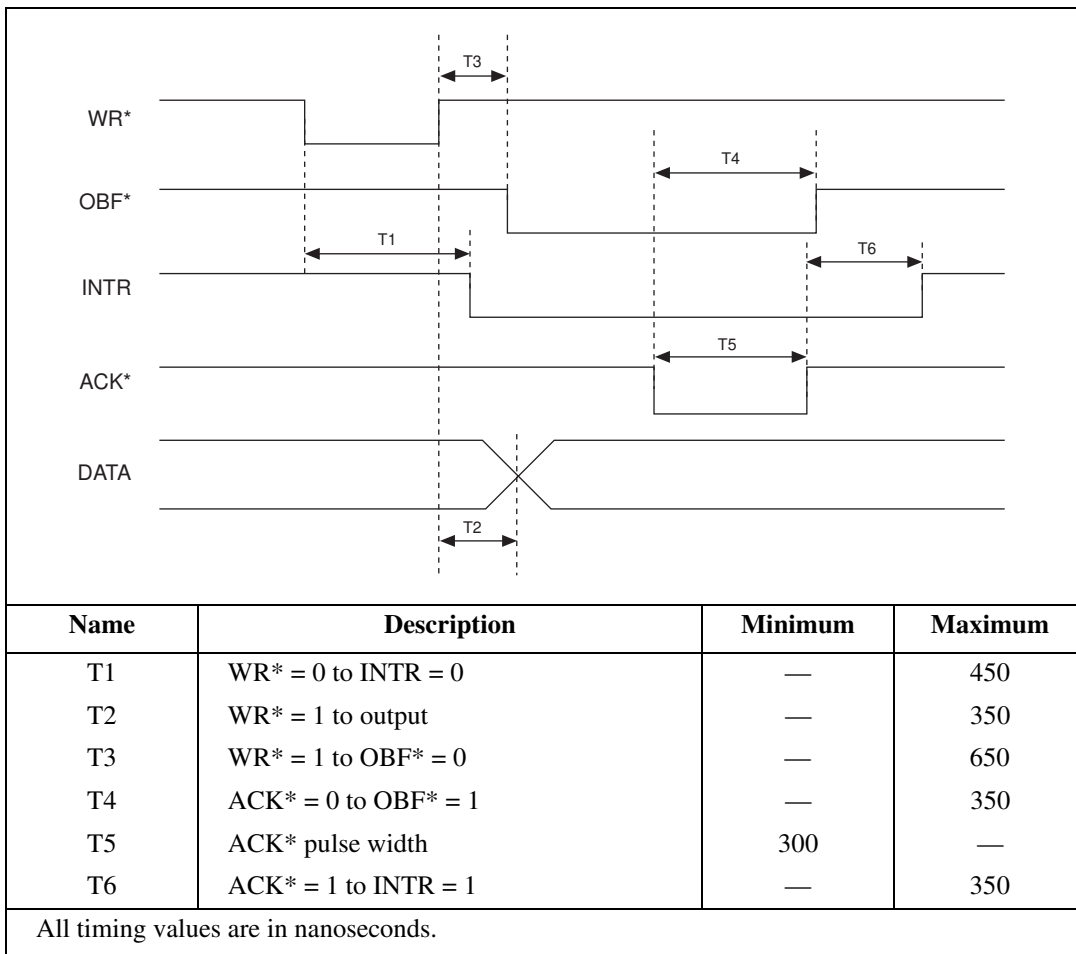 T3
WR*
T4
OBF*
T1
T6
INTR
T5
ACK*
DATA
T2
Name Description Minimum Maximum
T1 WR* = 0 to INTR = 0 — 450
T2 WR* = 1 to output — 350
T3 WR* = 1 to OBF* = 0 — 650
T4 ACK* = 0 to OBF* = 1 — 350
T5 ACK* pulse width 300 —
T6 ACK* = 1 to INTR = 1 — 350
All timing values are in nanoseconds.